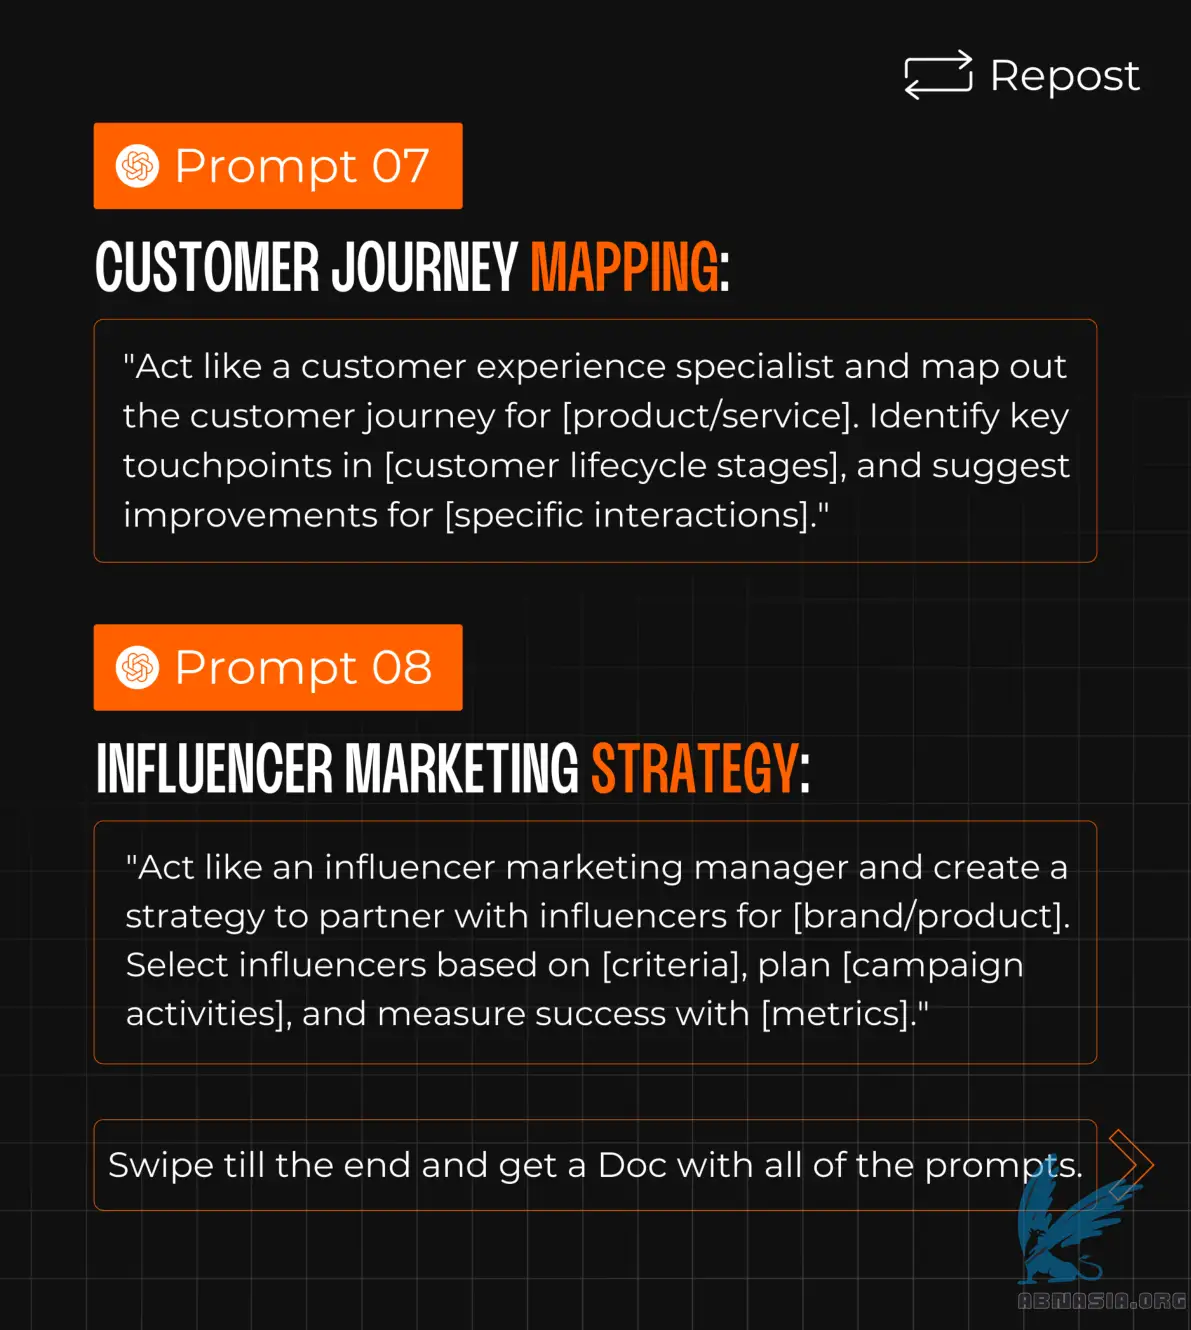 Repost
Prompt 07
CUSTOMER JOURNEY MAPPING:
"Act like a customer experience specialist and map out
the customer journey for [product/service]. Identify key
touchpoints in [customer lifecycle stages], and suggest
improvements for [specific interactions]."
Prompt 08
INFLUENCER MARKETING STRATEGY:
"Act like an influencer marketing manager and create a
strategy to partner with influencers for [brand/product].
Select influencers based on [criteria], plan [campaign
activities], and measure success with [metrics]."
Swipe till the end and get a Doc with all of the prompts.
ABNASIA.ORG